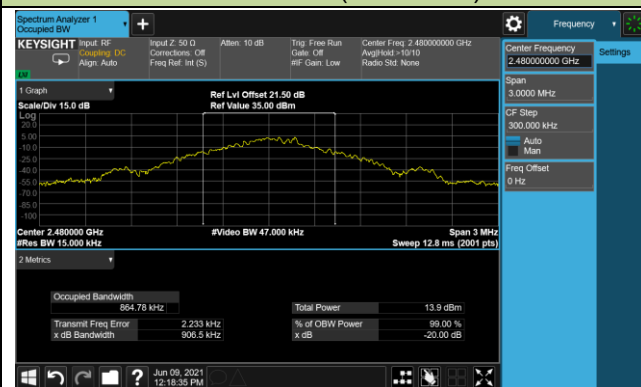 Spectrum Analyzer 1
Occupied BW
Frequency
KEYSIGHT
Input: RF
Coupling: DC
Align: Auto
Input Z: 50 Ω
Corrections: Off
Freq Ref: Int (S)
Atten: 10 dB
Trig: Free Run
Gate: Off
#IF Gain: Low
Center Freq: 2.480000000 GHz
Avg|Hold:>10/10
Radio Std: None
Center Frequency
2.480000000 GHz
Settings
Span
3.0000 MHz
CF Step
300.000 kHz
Auto
Man
Freq Offset
0 Hz
1 Graph
Scale/Div 15.0 dB
Ref Lvl Offset 21.50 dB
Ref Value 35.00 dBm
Log
20.0
5.00
-10.0
-25.0
-40.0
-55.0
-70.0
-85.0
-100
Center 2.480000 GHz
#Video BW 47.000 kHz
Span 3 MHz
#Res BW 15.000 kHz
Sweep 12.8 ms (2001 pts)
2 Metrics
Occupied Bandwidth
864.78 kHz
Total Power
13.9 dBm
Transmit Freq Error
2.233 kHz
% of OBW Power
99.00 %
x dB Bandwidth
906.5 kHz
x dB
-20.00 dB
Jun 09, 2021
12:18:35 PM